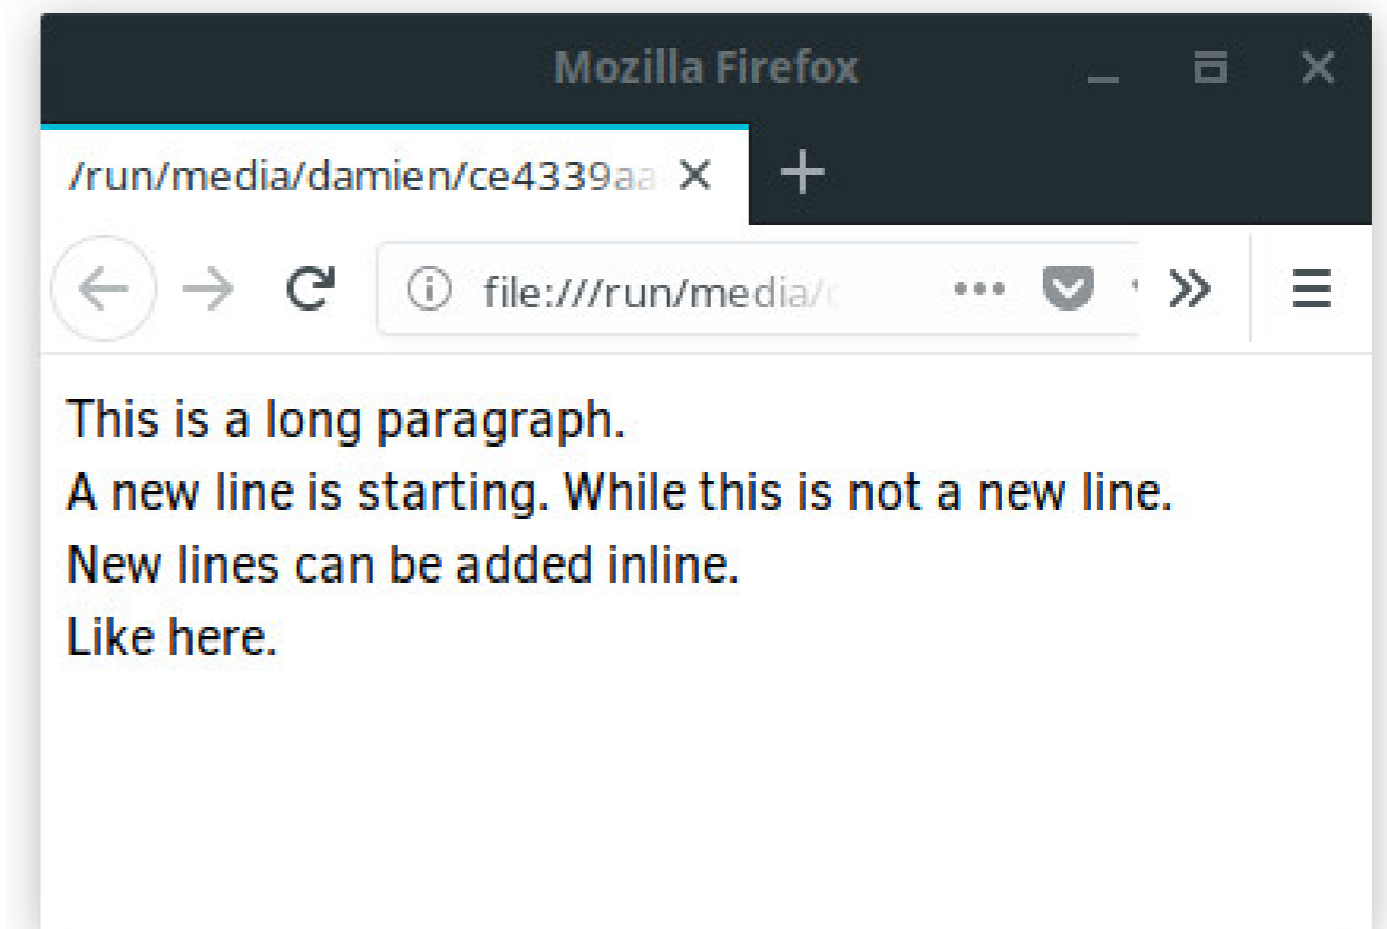 Mozilla Firefox
/run/media/damien/ce4339aa
file:///run/media/
This is a long paragraph.
A new line is starting. While this is not a new line.
New lines can be added inline.
Like here.